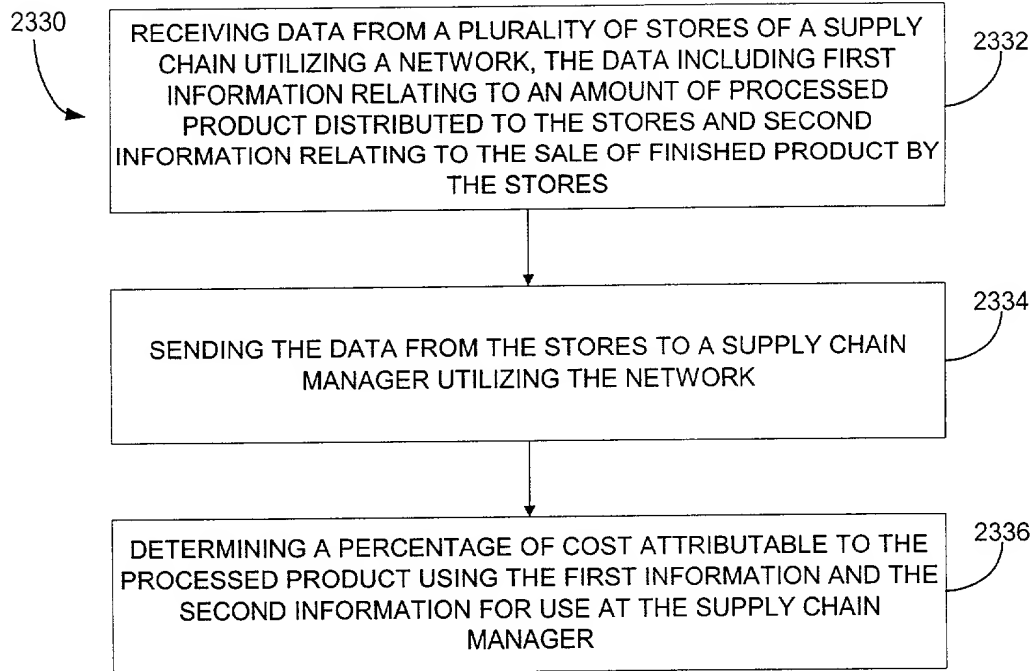 2330
RECEIVING DATA FROM A PLURALITY OF STORES OF A SUPPLY
CHAIN UTILIZING A NETWORK, THE DATA INCLUDING FIRST
INFORMATION RELATING TO AN AMOUNT OF PROCESSED
PRODUCT DISTRIBUTED TO THE STORES AND SECOND
INFORMATION RELATING TO THE SALE OF FINISHED PRODUCT BY
THE STORES
2332
SENDING THE DATA FROM THE STORES TO A SUPPLY CHAIN
MANAGER UTILIZING THE NETWORK
2334
DETERMINING A PERCENTAGE OF COST ATTRIBUTABLE TO THE
PROCESSED PRODUCT USING THE FIRST INFORMATION AND THE
SECOND INFORMATION FOR USE AT THE SUPPLY CHAIN
MANAGER
2336